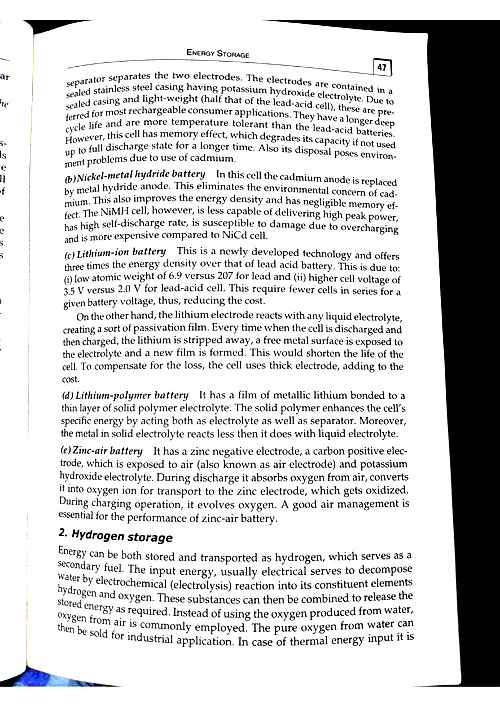 ENERGY STORAGE
47
separator separates the two electrodes. The electrodes are contained in a
sealed stainless steel casing having potassium hydroxide electrolyte. Due to
sealed casing and light-weight (half that of the lead-acid cell), these are pre-
ferred for most rechargeable consumer applications. They have a longer deep
cycle life and are more temperature tolerant than the lead-acid batteries.
However, this cell has memory effect, which degrades its capacity if not used
up to full discharge state for a longer time. Also its disposal poses environ-
ment problems due to use of cadmium.
(b) Nickel-metal hydride battery In this cell the cadmium anode is replaced
by metal hydride anode. This eliminates the environmental concern of cad-
mium. This also improves the energy density and has negligible memory ef-
fect. The NiMH cell, however, is less capable of delivering high peak power,
has high self-discharge rate, is susceptible to damage due to overcharging
and is more expensive compared to NiCd cell.
(c) Lithium-ion battery This is a newly developed technology and offers
three times the energy density over that of lead acid battery. This is due to:
(i) low atomic weight of 6.9 versus 207 for lead and (ii) higher cell voltage of
3.5 V versus 2.0 V for lead-acid cell. This require fewer cells in series for a
given battery voltage, thus, reducing the cost.
On the other hand, the lithium electrode reacts with any liquid electrolyte,
creating a sort of passivation film. Every time when the cell is discharged and
then charged, the lithium is stripped away, a free metal surface is exposed to
the electrolyte and a new film is formed. This would shorten the life of the
cell. To compensate for the loss, the cell uses thick electrode, adding to the
cost.
(d) Lithium-polymer battery It has a film of metallic lithium bonded to a
thin layer of solid polymer electrolyte. The solid polymer enhances the cell's
specific energy by acting both as electrolyte as well as separator. Moreover,
the metal in solid electrolyte reacts less then it does with liquid electrolyte.
(e) Zinc-air battery It has a zinc negative electrode, a carbon positive elec-
trode, which is exposed to air (also known as air electrode) and potassium
hydroxide electrolyte. During discharge it absorbs oxygen from air, converts
it into oxygen ion for transport to the zinc electrode, which gets oxidized.
During charging operation, it evolves oxygen. A good air management is
essential for the performance of zinc-air battery.
2. Hydrogen storage
Energy can be both stored and transported as hydrogen, which serves as a
secondary fuel. The input energy, usually electrical serves to decompose
water by electrochemical (electrolysis) reaction into its constituent elements
hydrogen and oxygen. These substances can then be combined to release the
stored energy as required. Instead of using the oxygen produced from water,
oxygen from air is commonly employed. The pure oxygen from water can
then be sold for industrial application. In case of thermal energy input it is